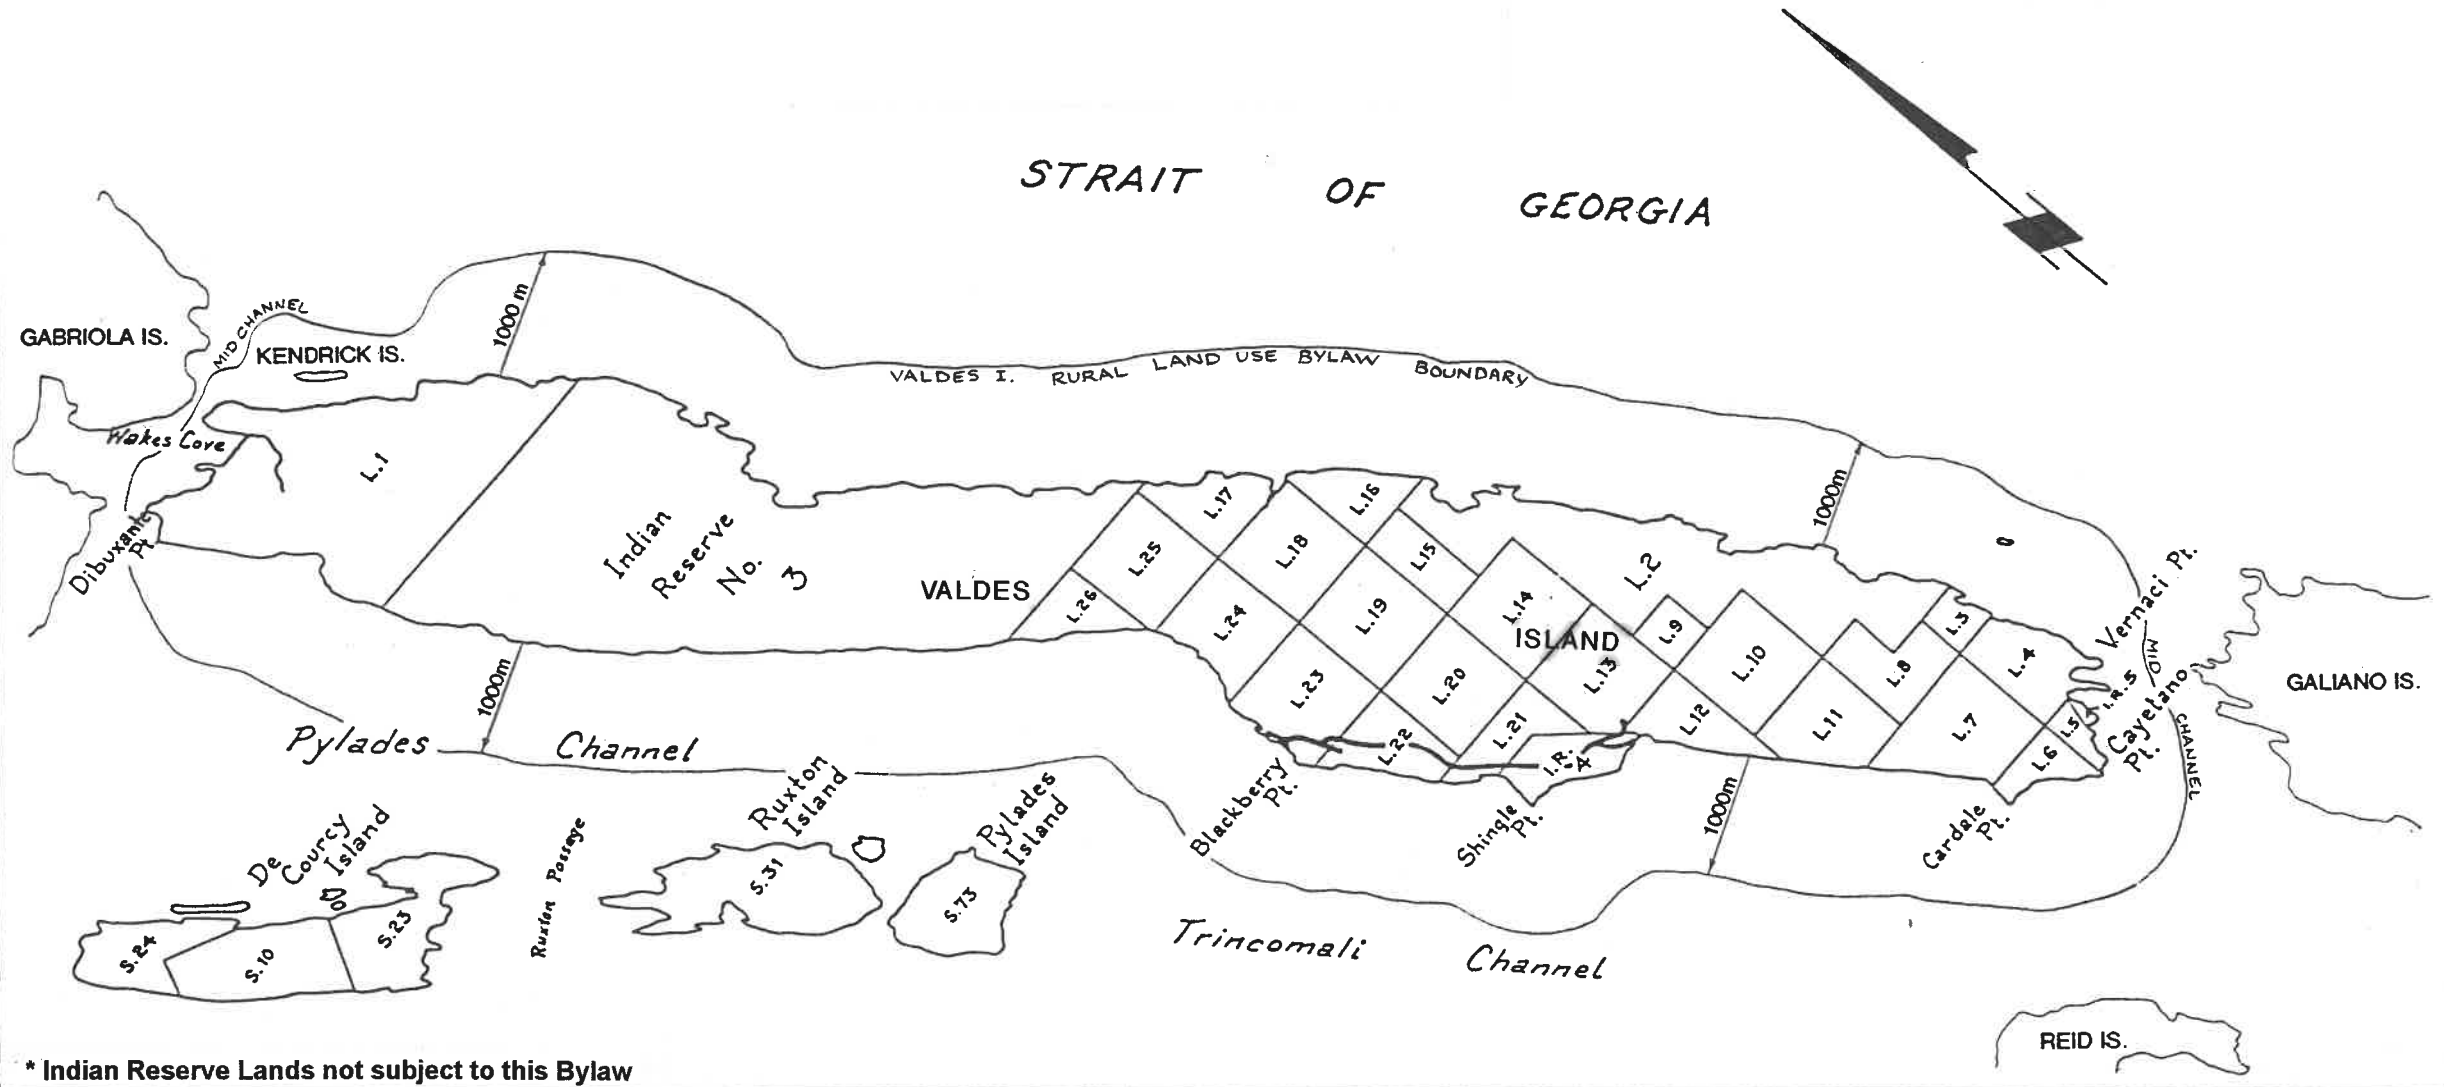 STRAIT OF GEORGIA
GABRIOLA IS.
MID CHANNEL
KENDRICK IS.
1000 m
VALDES I. RURAL LAND USE BYLAW BOUNDARY
Wakes Cove
L.1
Dibuxante
Pt.
Indian
Reserve
No. 3
VALDES
ISLAND
L.17
L.16
L.25
L.18
L.15
L.26
L.24
L.19
L.14
L.2
1000m
L.9
L.3
L.23
L.20
L.13
L.10
L.8
L.4
L.22
L.21
L.12
L.11
L.7
L.5
L.6
I.R.
4
I.R.5
Vernaci Pt.
MID
CHANNEL
Cayetano
Pt.
GALIANO IS.
1000m
Pylades Channel
Blackberry
Pt.
Shingle
Pt.
1000m
Cardale
Pt.
De
Courcy
Island
Ruxton Passage
Ruxton
Island
Pylades
Island
S.24
S.10
S.23
S.31
S.73
Trincomali Channel
REID IS.
* Indian Reserve Lands not subject to this Bylaw